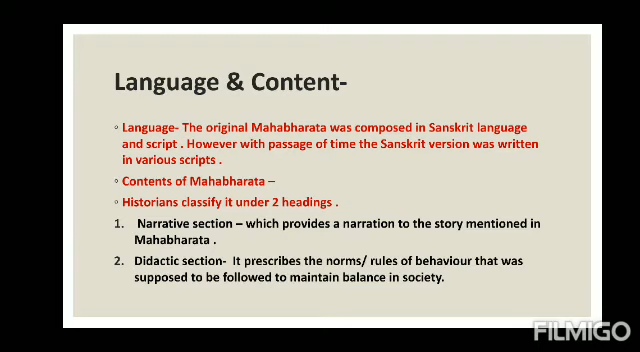 Language & Content-
◦ Language- The original Mahabharata was composed in Sanskrit language
and script . However with passage of time the Sanskrit version was written
in various scripts .
◦ Contents of Mahabharata –
◦ Historians classify it under 2 headings .
1. Narrative section – which provides a narration to the story mentioned in
Mahabharata .
2. Didactic section- It prescribes the norms/ rules of behaviour that was
supposed to be followed to maintain balance in society.
FILMIGO